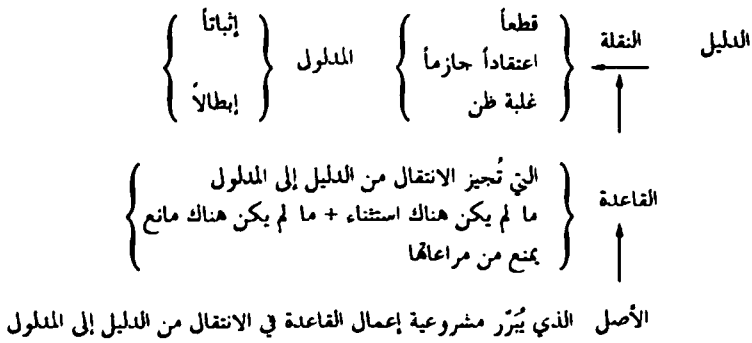 الدليل النقلة قطعاً المدلول إثباتاً
اعتقاداً جازماً
غلبة ظن إبطالاً
القاعدة التي تُجيز الانتقال من الدليل إلى المدلول
ما لم يكن هناك استثناء + ما لم يكن هناك مانع
يمنع من مراعاتها
الأصل الذي يُبَرّر مشروعية إعمال القاعدة في الانتقال من الدليل إلى المدلول